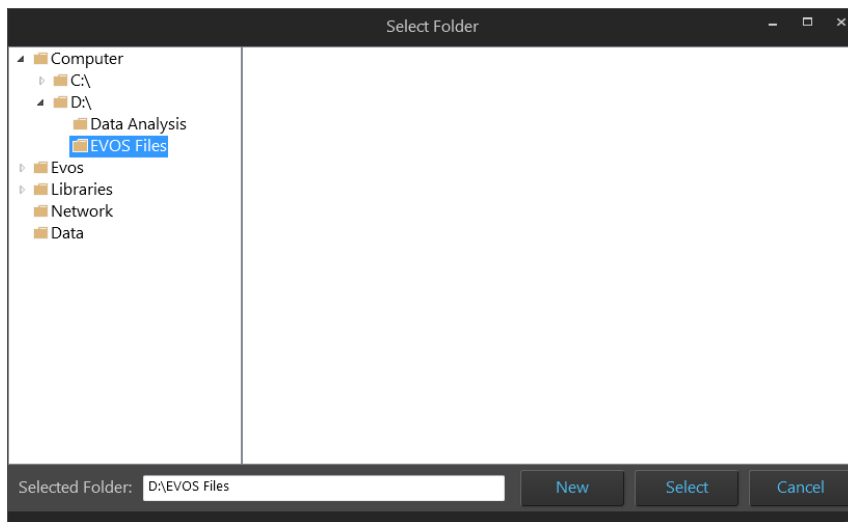 Select Folder
Computer
C:\
D:\
Data Analysis
EVOS Files
Evos
Libraries
Network
Data
Selected Folder: D:\EVOS Files New Select Cancel